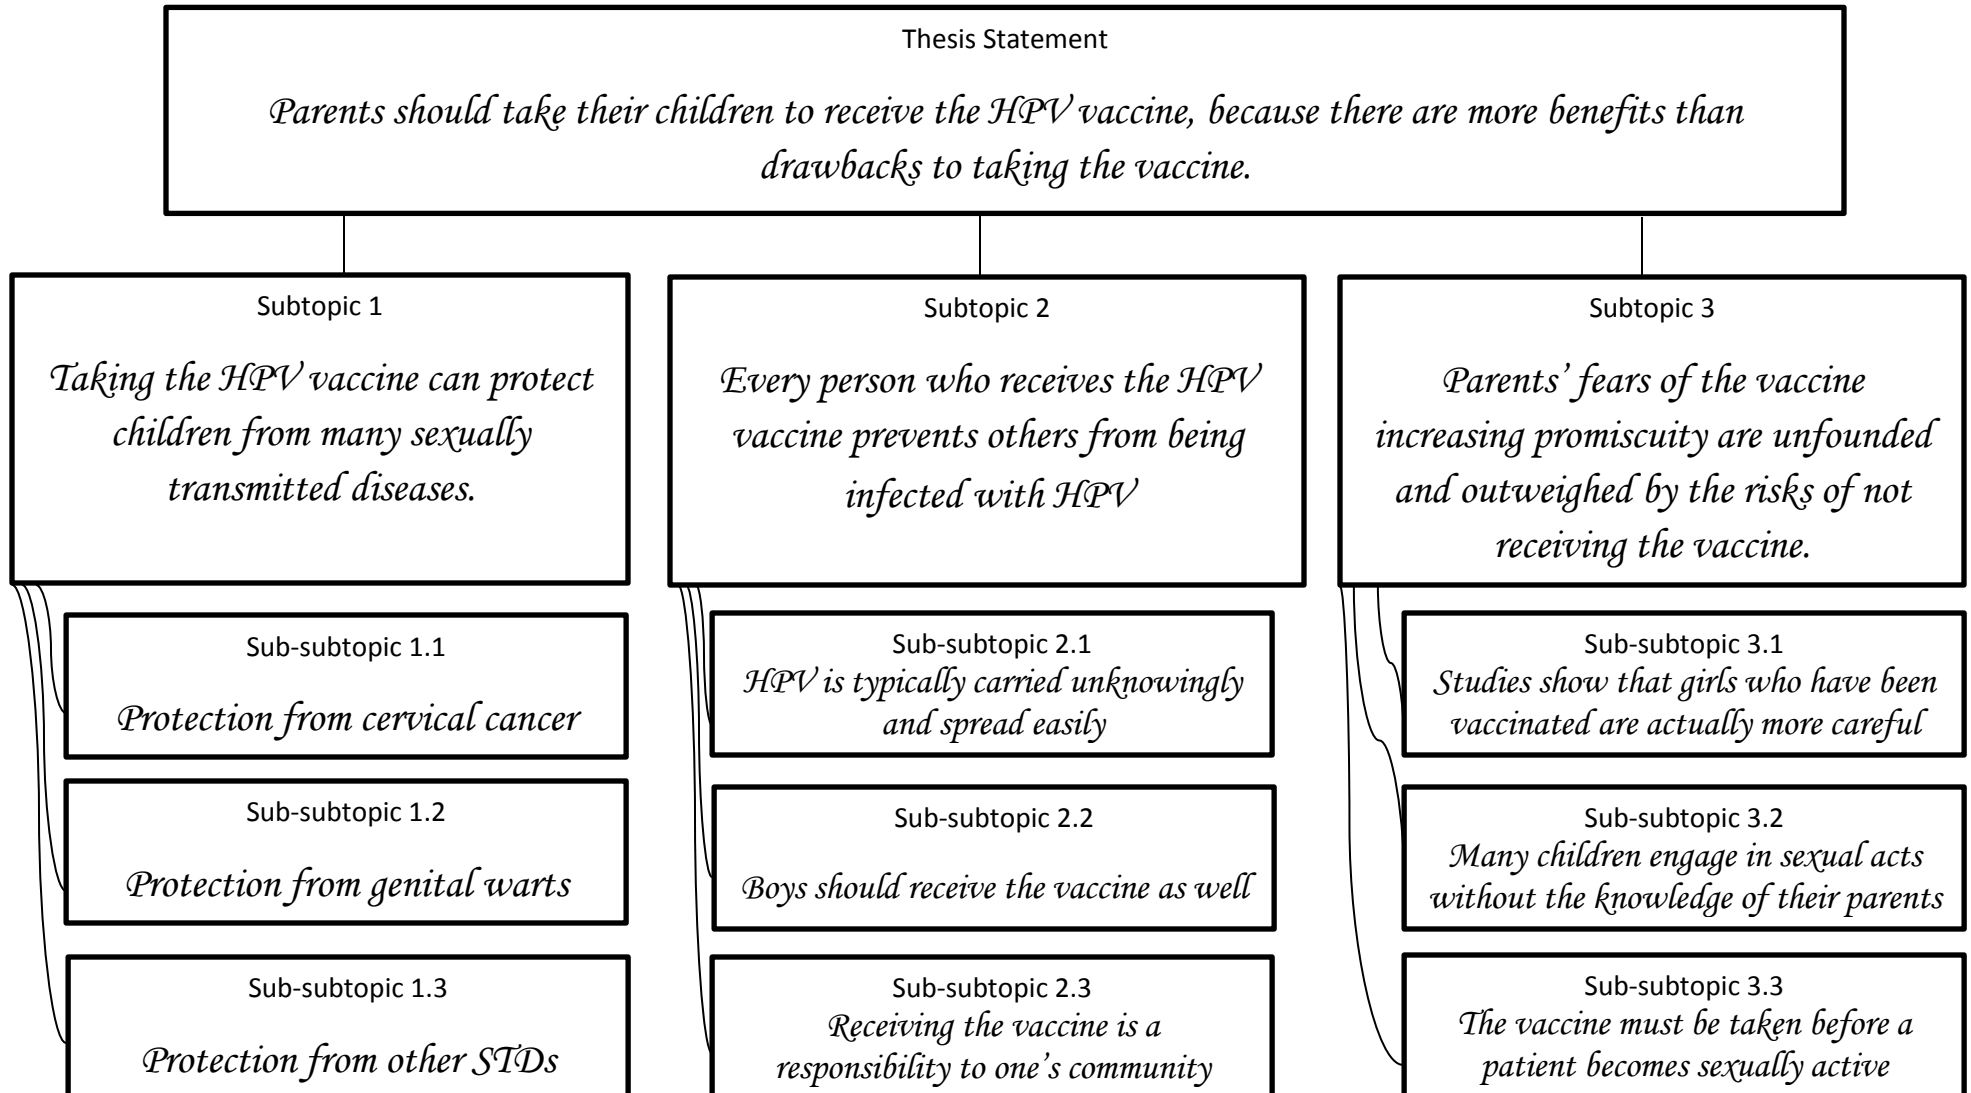 Thesis Statement
Parents should take their children to receive the HPV vaccine, because there are more benefits than
drawbacks to taking the vaccine.
Subtopic 1
Taking the HPV vaccine can protect
children from many sexually
transmitted diseases.
Subtopic 2
Every person who receives the HPV
vaccine prevents others from being
infected with HPV
Subtopic 3
Parents’ fears of the vaccine
increasing promiscuity are unfounded
and outweighed by the risks of not
receiving the vaccine.
Sub-subtopic 1.1
Protection from cervical cancer
Sub-subtopic 1.2
Protection from genital warts
Sub-subtopic 1.3
Protection from other STDs
Sub-subtopic 2.1
HPV is typically carried unknowingly
and spread easily
Sub-subtopic 2.2
Boys should receive the vaccine as well
Sub-subtopic 2.3
Receiving the vaccine is a
responsibility to one’s community
Sub-subtopic 3.1
Studies show that girls who have been
vaccinated are actually more careful
Sub-subtopic 3.2
Many children engage in sexual acts
without the knowledge of their parents
Sub-subtopic 3.3
The vaccine must be taken before a
patient becomes sexually active